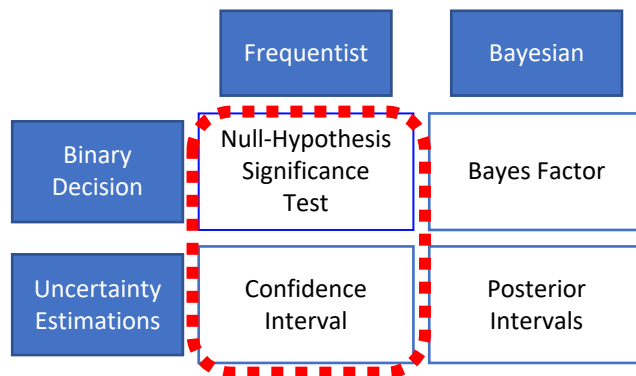 Frequentist
Bayesian
Binary
Decision
Null-Hypothesis
Significance
Test
Bayes Factor
Uncertainty
Estimations
Confidence
Interval
Posterior
Intervals